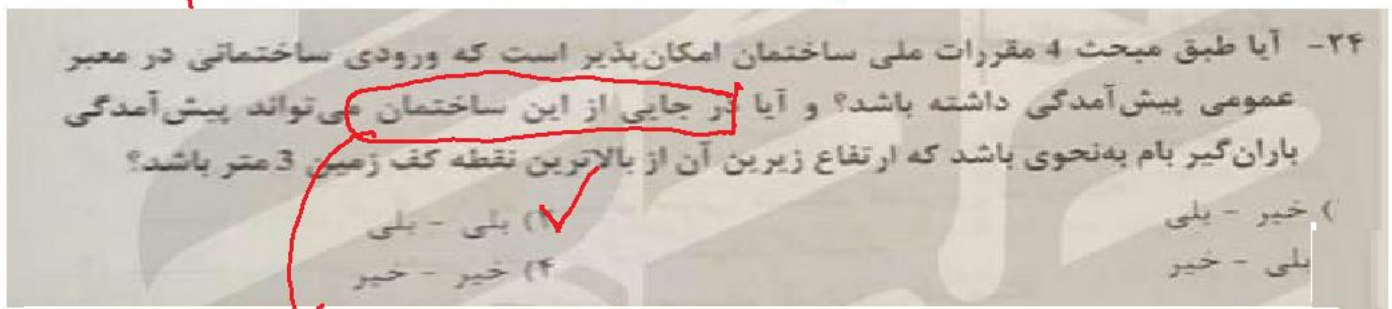 ۲۴- آیا طبق مبحث 4 مقررات ملی ساختمان امکان‌پذیر است که ورودی ساختمانی در معبر
عمومی پیش‌آمدگی داشته باشد؟ و آیا در جایی از این ساختمان می‌تواند پیش‌آمدگی
باران‌گیر بام به‌نحوی باشد که ارتفاع زیرین آن از بالاترین نقطه کف زمین 3 متر باشد؟
) خیر - بلی
۲) بلی - بلی
بلی - خیر
۴) خیر - خیر